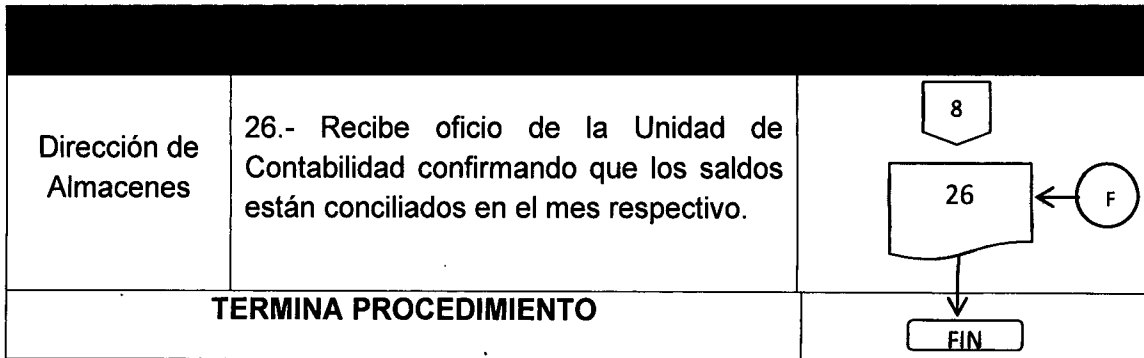 Dirección de
Almacenes
26.- Recibe oficio de la Unidad de
Contabilidad confirmando que los saldos
están conciliados en el mes respectivo.
8
26
F
TERMINA PROCEDIMIENTO
FIN